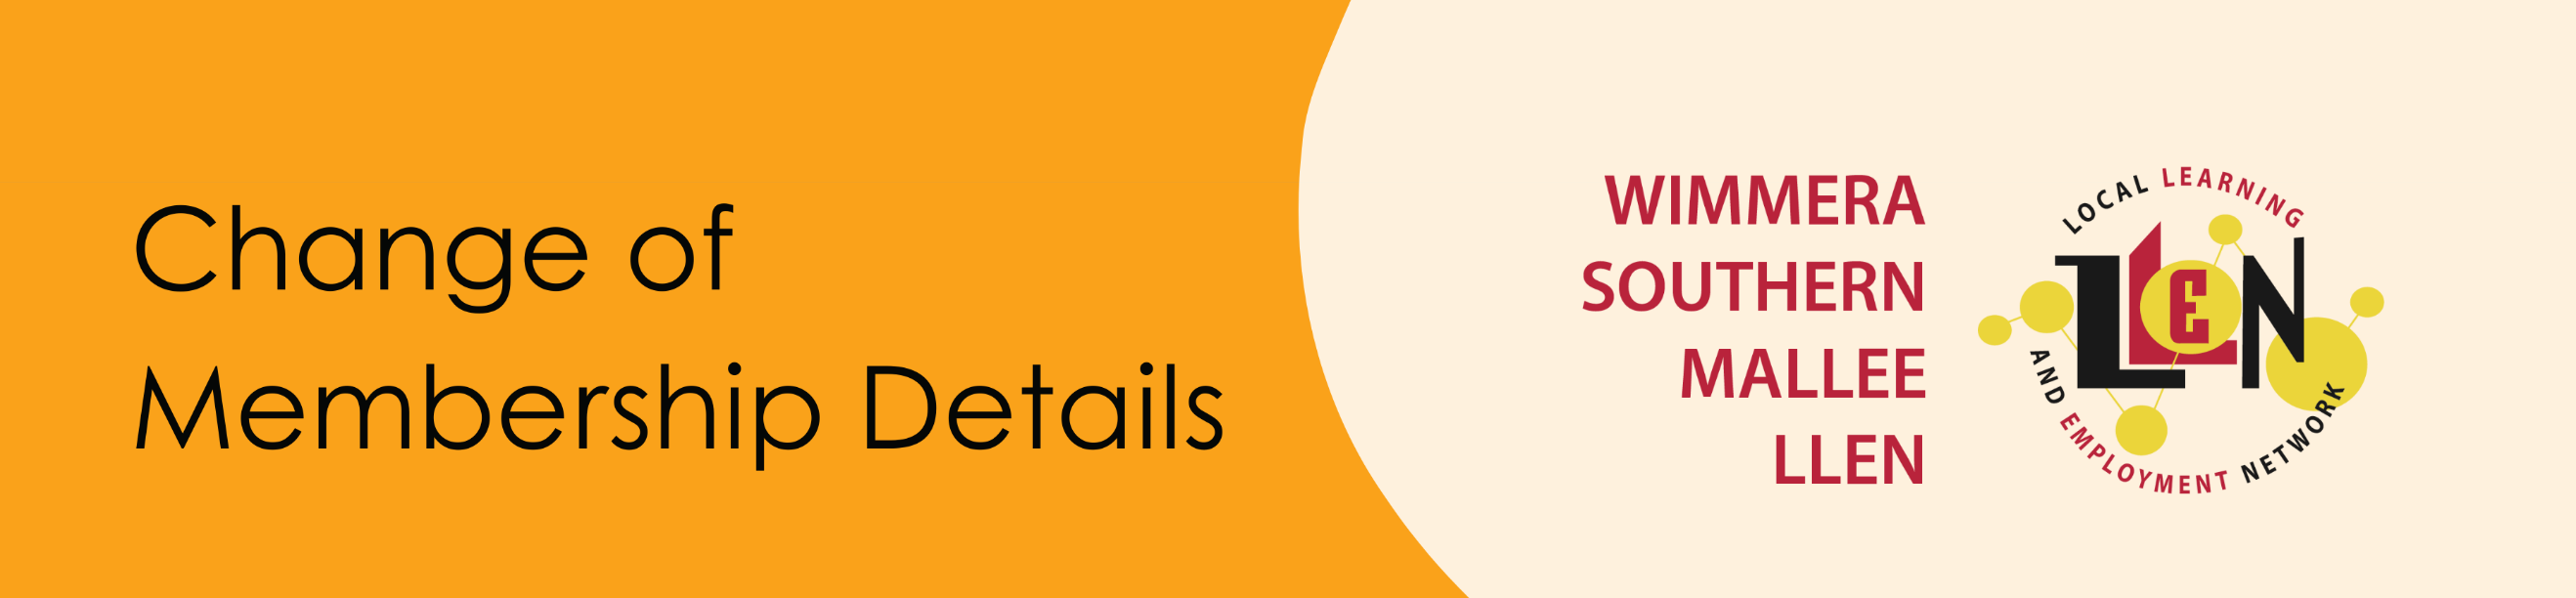 Change of
Membership Details
WIMMERA
SOUTHERN
MALLEE
LLEN
LOCAL LEARNING
LLEN
AND EMPLOYMENT NETWORK